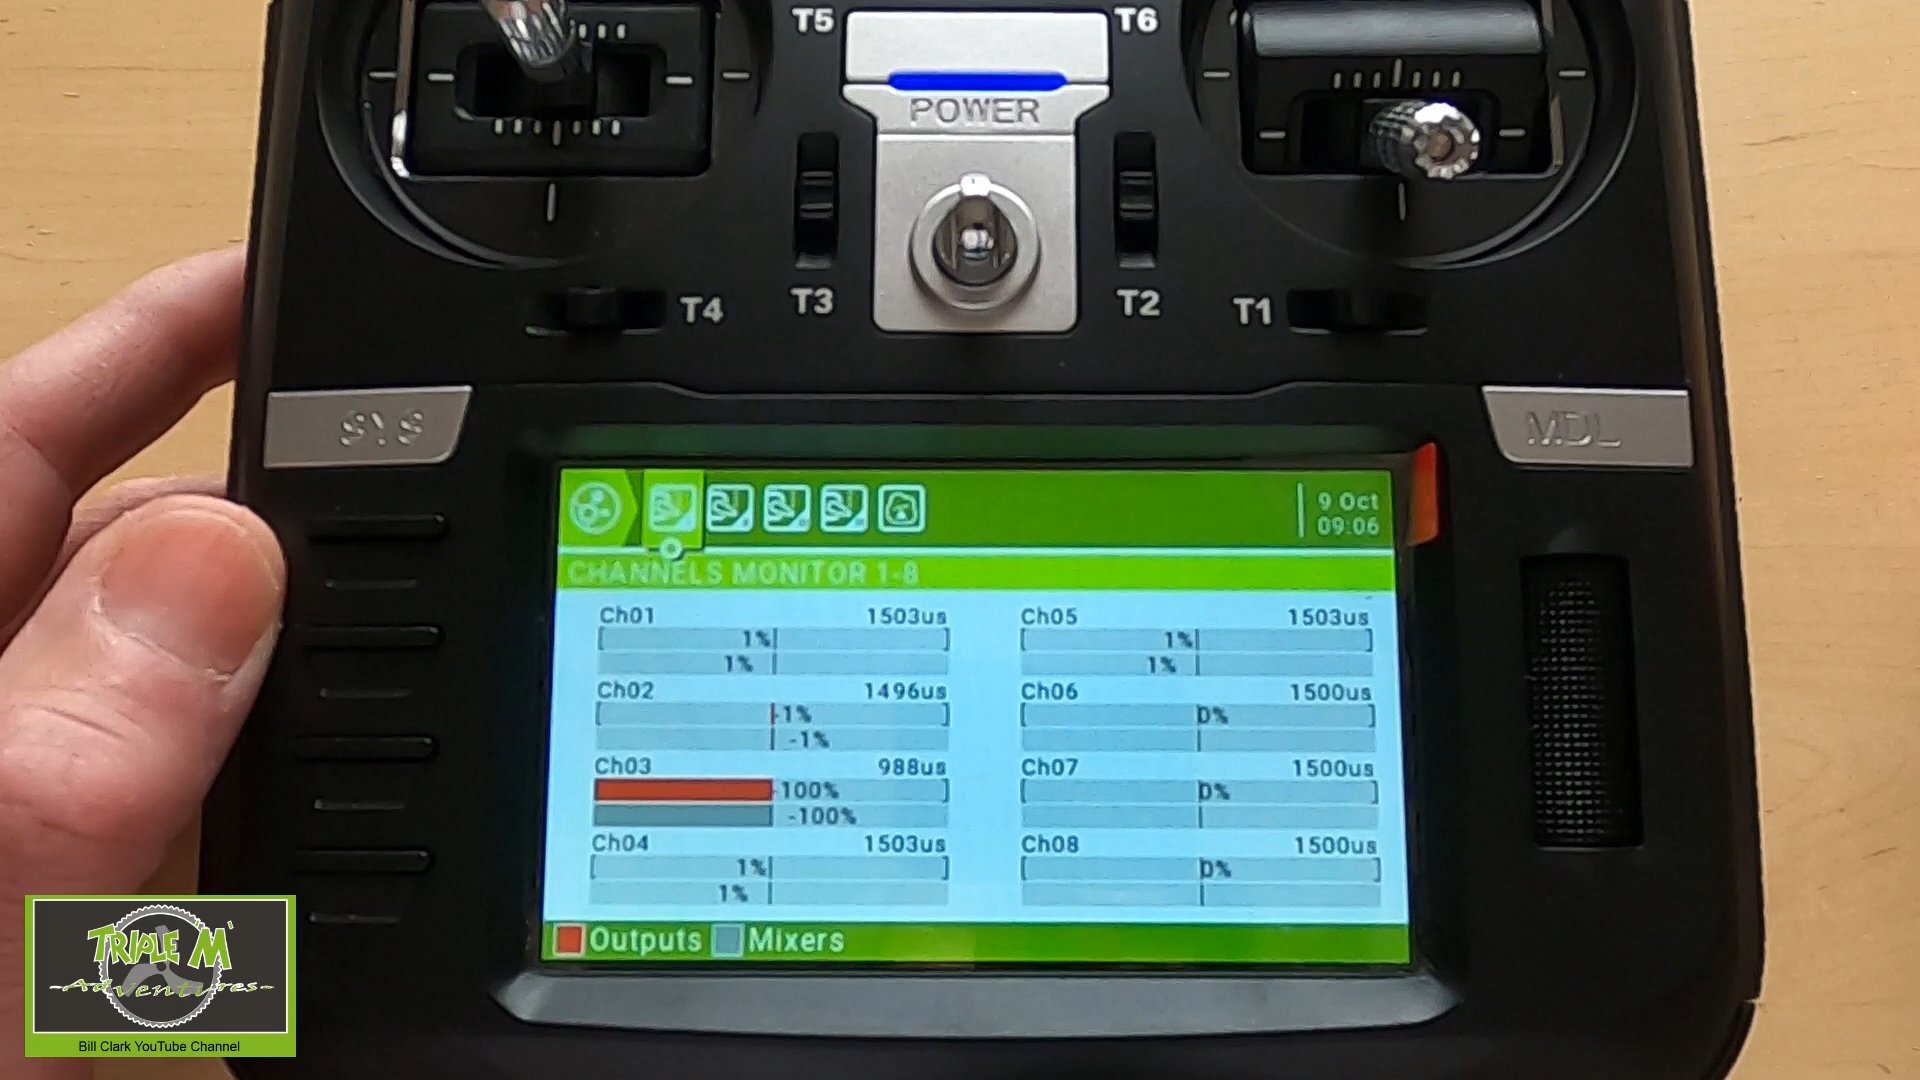 T5
T6
POWER
T4
T3
T2
T1
SYS
MDL
9 Oct
09:06
CHANNELS MONITOR 1-8
Ch01 1503us
1%
1%
Ch02 1496us
-1%
-1%
Ch03 988us
-100%
-100%
Ch04 1503us
1%
1%
Ch05 1503us
1%
1%
Ch06 1500us
0%
Ch07 1500us
0%
Ch08 1500us
0%
Outputs Mixers
TRIPLE M'
-Adventures-
Bill Clark YouTube Channel